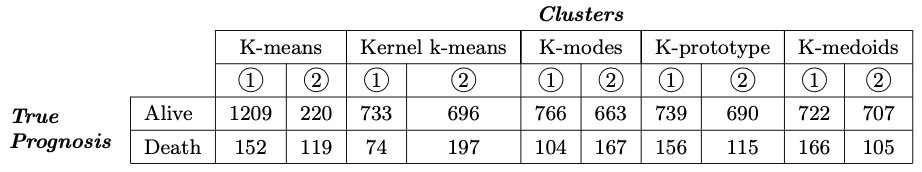 Clusters
K-means Kernel k-means K-modes K-prototype K-medoids
① ② ① ② ① ② ① ② ① ②
True Prognosis
Alive 1209 220 733 696 766 663 739 690 722 707
Death 152 119 74 197 104 167 156 115 166 105